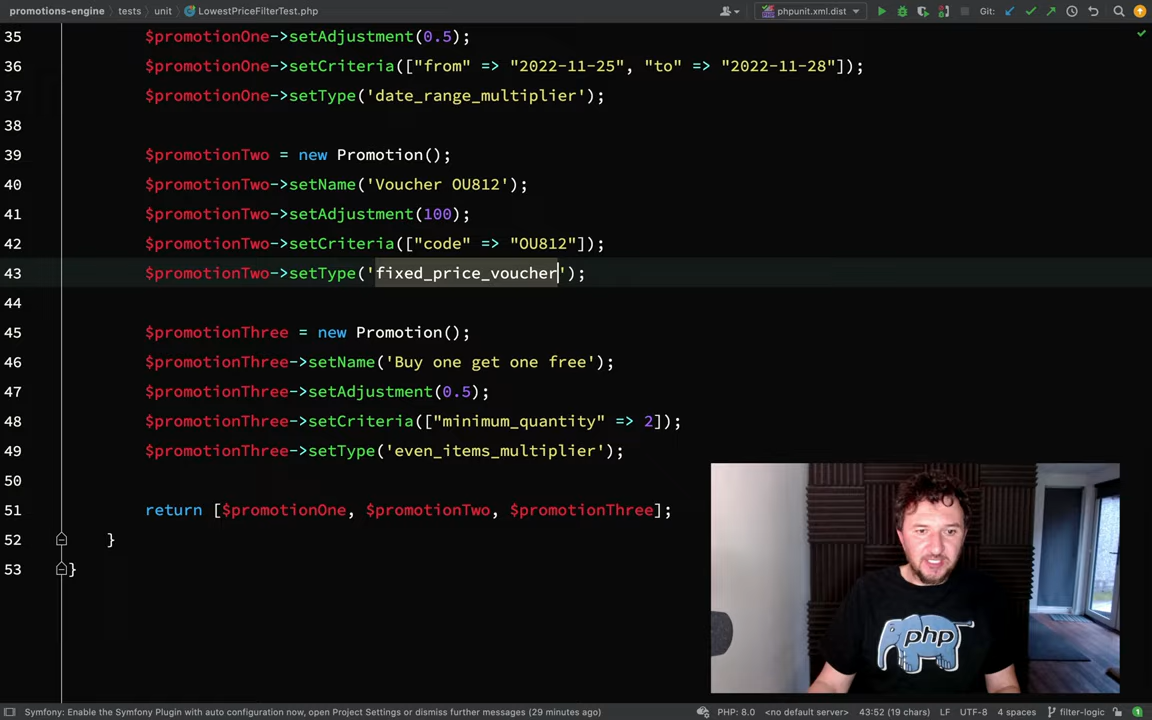 promotions-engine tests unit LowestPriceFilterTest.php phpunit.xml.dist Git:
35 $promotionOne->setAdjustment(0.5);
36 $promotionOne->setCriteria(["from" => "2022-11-25", "to" => "2022-11-28"]);
37 $promotionOne->setType('date_range_multiplier');
38
39 $promotionTwo = new Promotion();
40 $promotionTwo->setName('Voucher OU812');
41 $promotionTwo->setAdjustment(100);
42 $promotionTwo->setCriteria(["code" => "OU812"]);
43 $promotionTwo->setType('fixed_price_voucher');
44
45 $promotionThree = new Promotion();
46 $promotionThree->setName('Buy one get one free');
47 $promotionThree->setAdjustment(0.5);
48 $promotionThree->setCriteria(["minimum_quantity" => 2]);
49 $promotionThree->setType('even_items_multiplier');
50
51 return [$promotionOne, $promotionTwo, $promotionThree];
52 }
53 }
php
Symfony: Enable the Symfony Plugin with auto configuration now, open Project Settings or dismiss further messages (29 minutes ago) PHP: 8.0 <no default server> 43:52 (19 chars) LF UTF-8 4 spaces filter-logic 1